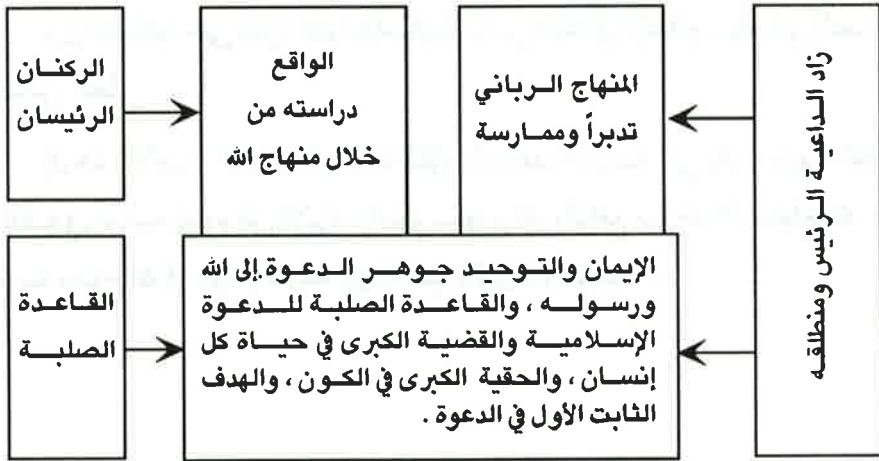 زاد الداعية الرئيس ومنطلقه
المنهاج الرباني
تدبراً وممارسة
الواقع
دراسته من
خلال منهاج الله
الركنان
الرئيسان
الإيمان والتوحيد جوهر الدعوة إلى الله
ورسوله ، والقاعدة الصلبة للدعوة
الإسلامية والقضية الكبرى في حياة كل
إنسان ، والحقية الكبرى في الكون ، والهدف
الثابت الأول في الدعوة .
القاعدة
الصلبة